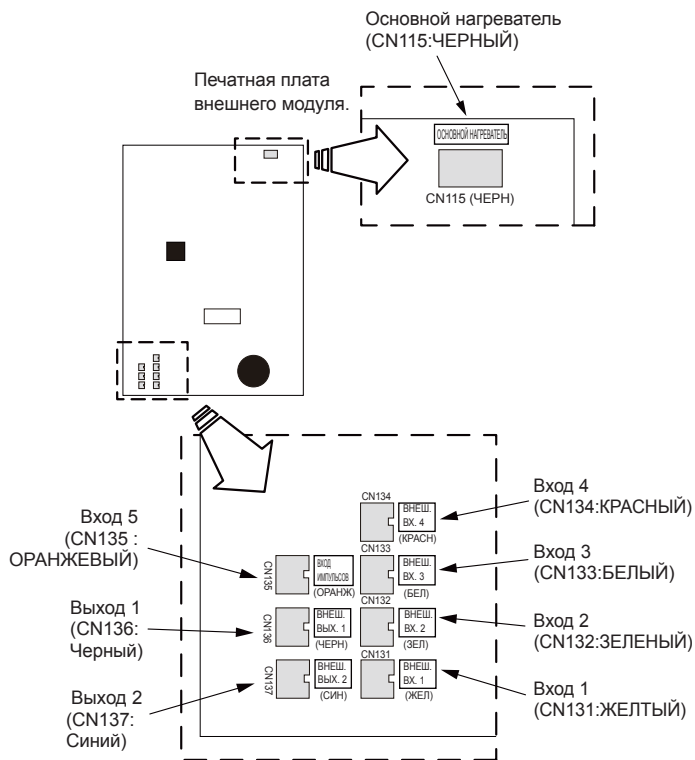 Основной нагреватель
(CN115:ЧЕРНЫЙ)
Печатная плата
внешнего модуля.
ОСНОВНОЙ НАГРЕВАТЕЛЬ
CN115 (ЧЕРН)
Вход 5
(CN135 :
ОРАНЖЕВЫЙ)
Выход 1
(CN136:
Черный)
Выход 2
(CN137:
Синий)
CN134
ВНЕШ.
ВХ. 4
(КРАСН)
CN135
ВХОД
ИМПУЛЬСОВ
(ОРАНЖ)
CN133
ВНЕШ.
ВХ. 3
(БЕЛ)
CN136
ВНЕШ.
ВЫХ. 1
(ЧЕРН)
CN132
ВНЕШ.
ВХ. 2
(ЗЕЛ)
CN137
ВНЕШ.
ВЫХ. 2
(СИН)
CN131
ВНЕШ.
ВХ. 1
(ЖЕЛ)
Вход 4
(CN134:КРАСНЫЙ)
Вход 3
(CN133:БЕЛЫЙ)
Вход 2
(CN132:ЗЕЛЕНЫЙ)
Вход 1
(CN131:ЖЕЛТЫЙ)